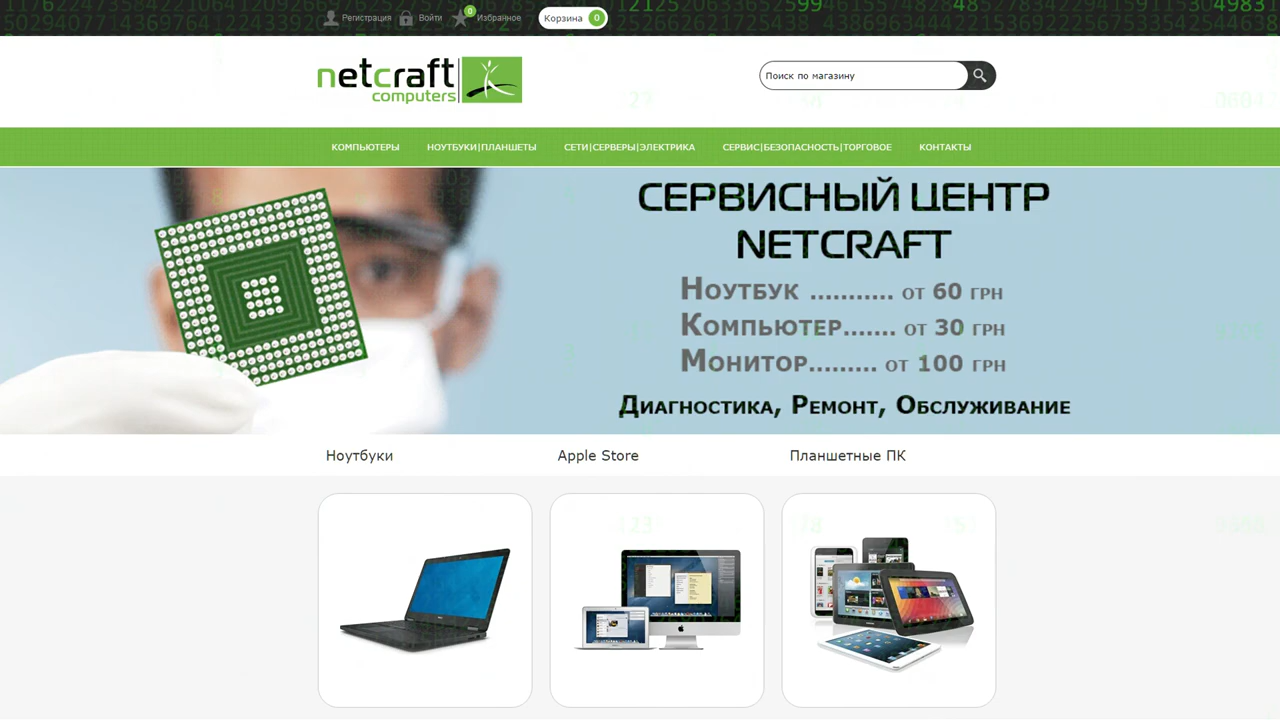 Регистрация
Войти
0
Избранное
Корзина 0
netcraft
computers
Поиск по магазину
КОМПЬЮТЕРЫ
НОУТБУКИ|ПЛАНШЕТЫ
СЕТИ|СЕРВЕРЫ|ЭЛЕКТРИКА
СЕРВИС|БЕЗОПАСНОСТЬ|ТОРГОВОЕ
КОНТАКТЫ
СЕРВИСНЫЙ ЦЕНТР
NETCRAFT
Ноутбук ........... от 60 грн
Компьютер....... от 30 грн
Монитор......... от 100 грн
Диагностика, Ремонт, Обслуживание
Ноутбуки
Apple Store
Планшетные ПК